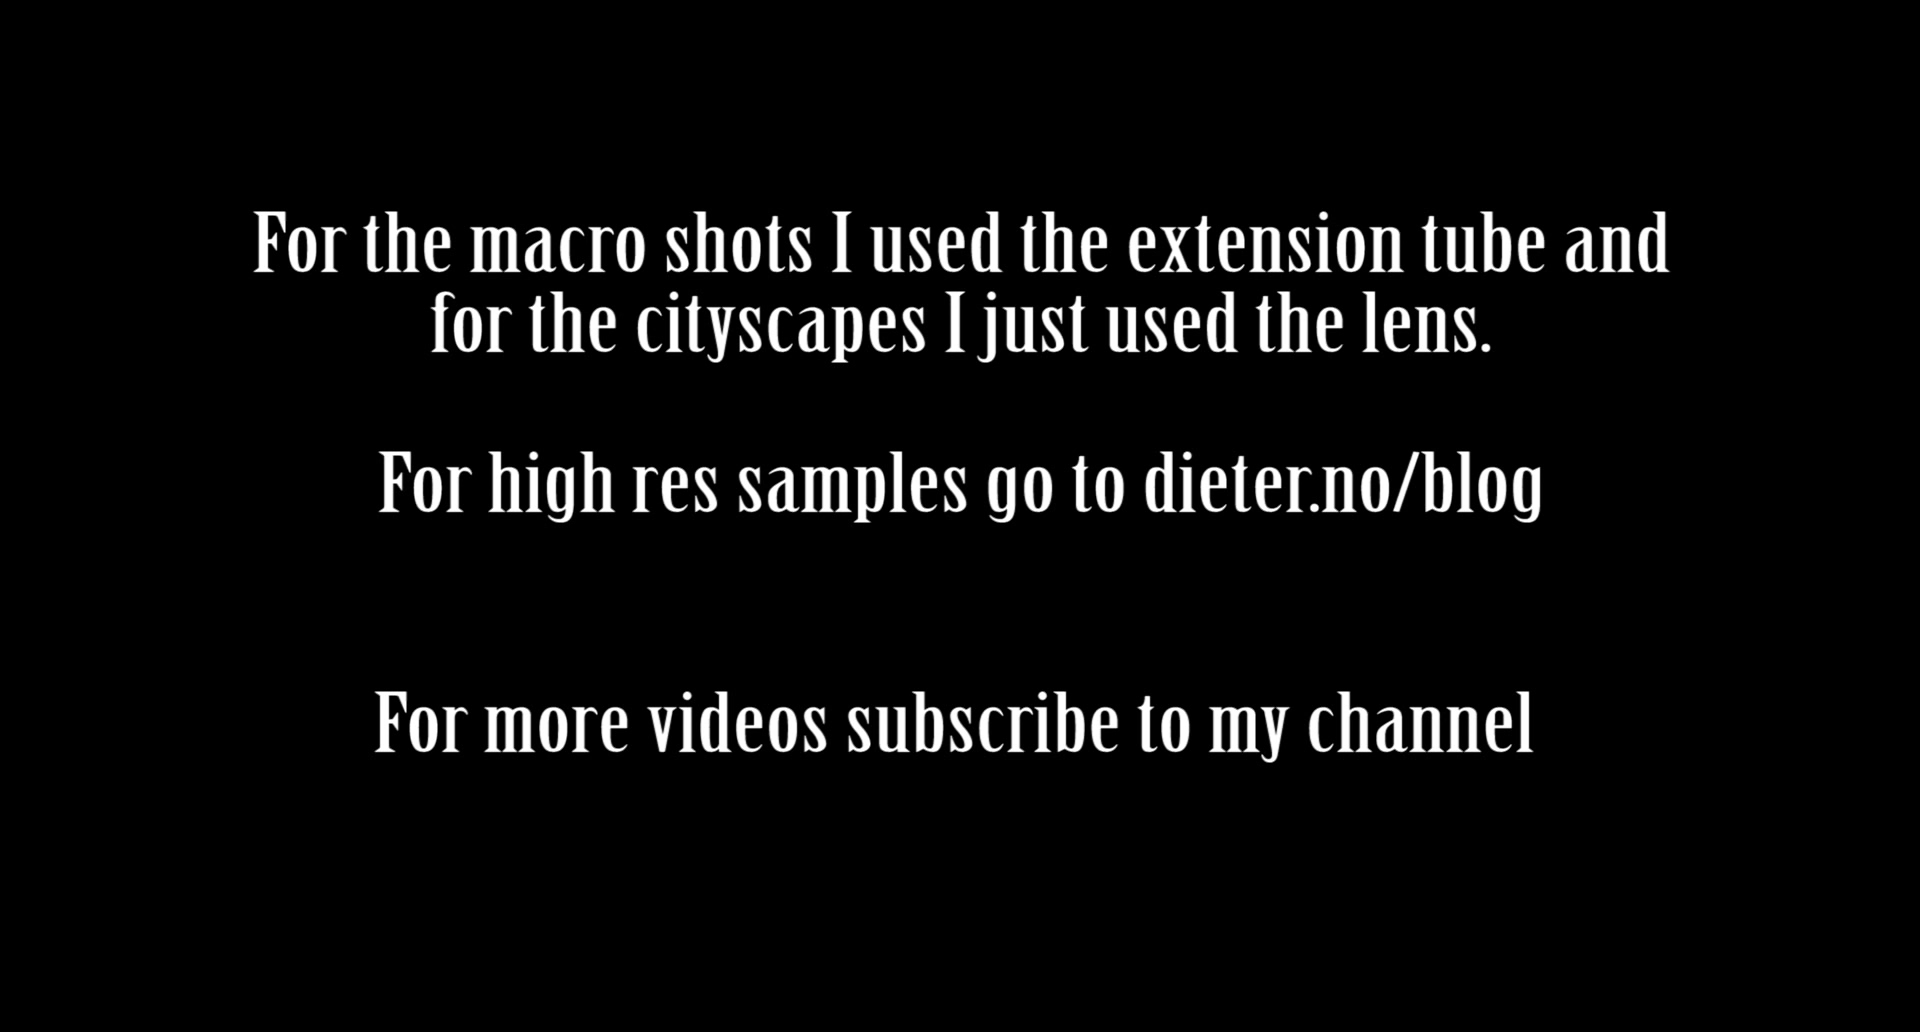 For the macro shots I used the extension tube and
for the cityscapes I just used the lens.
For high res samples go to dieter.no/blog
For more videos subscribe to my channel